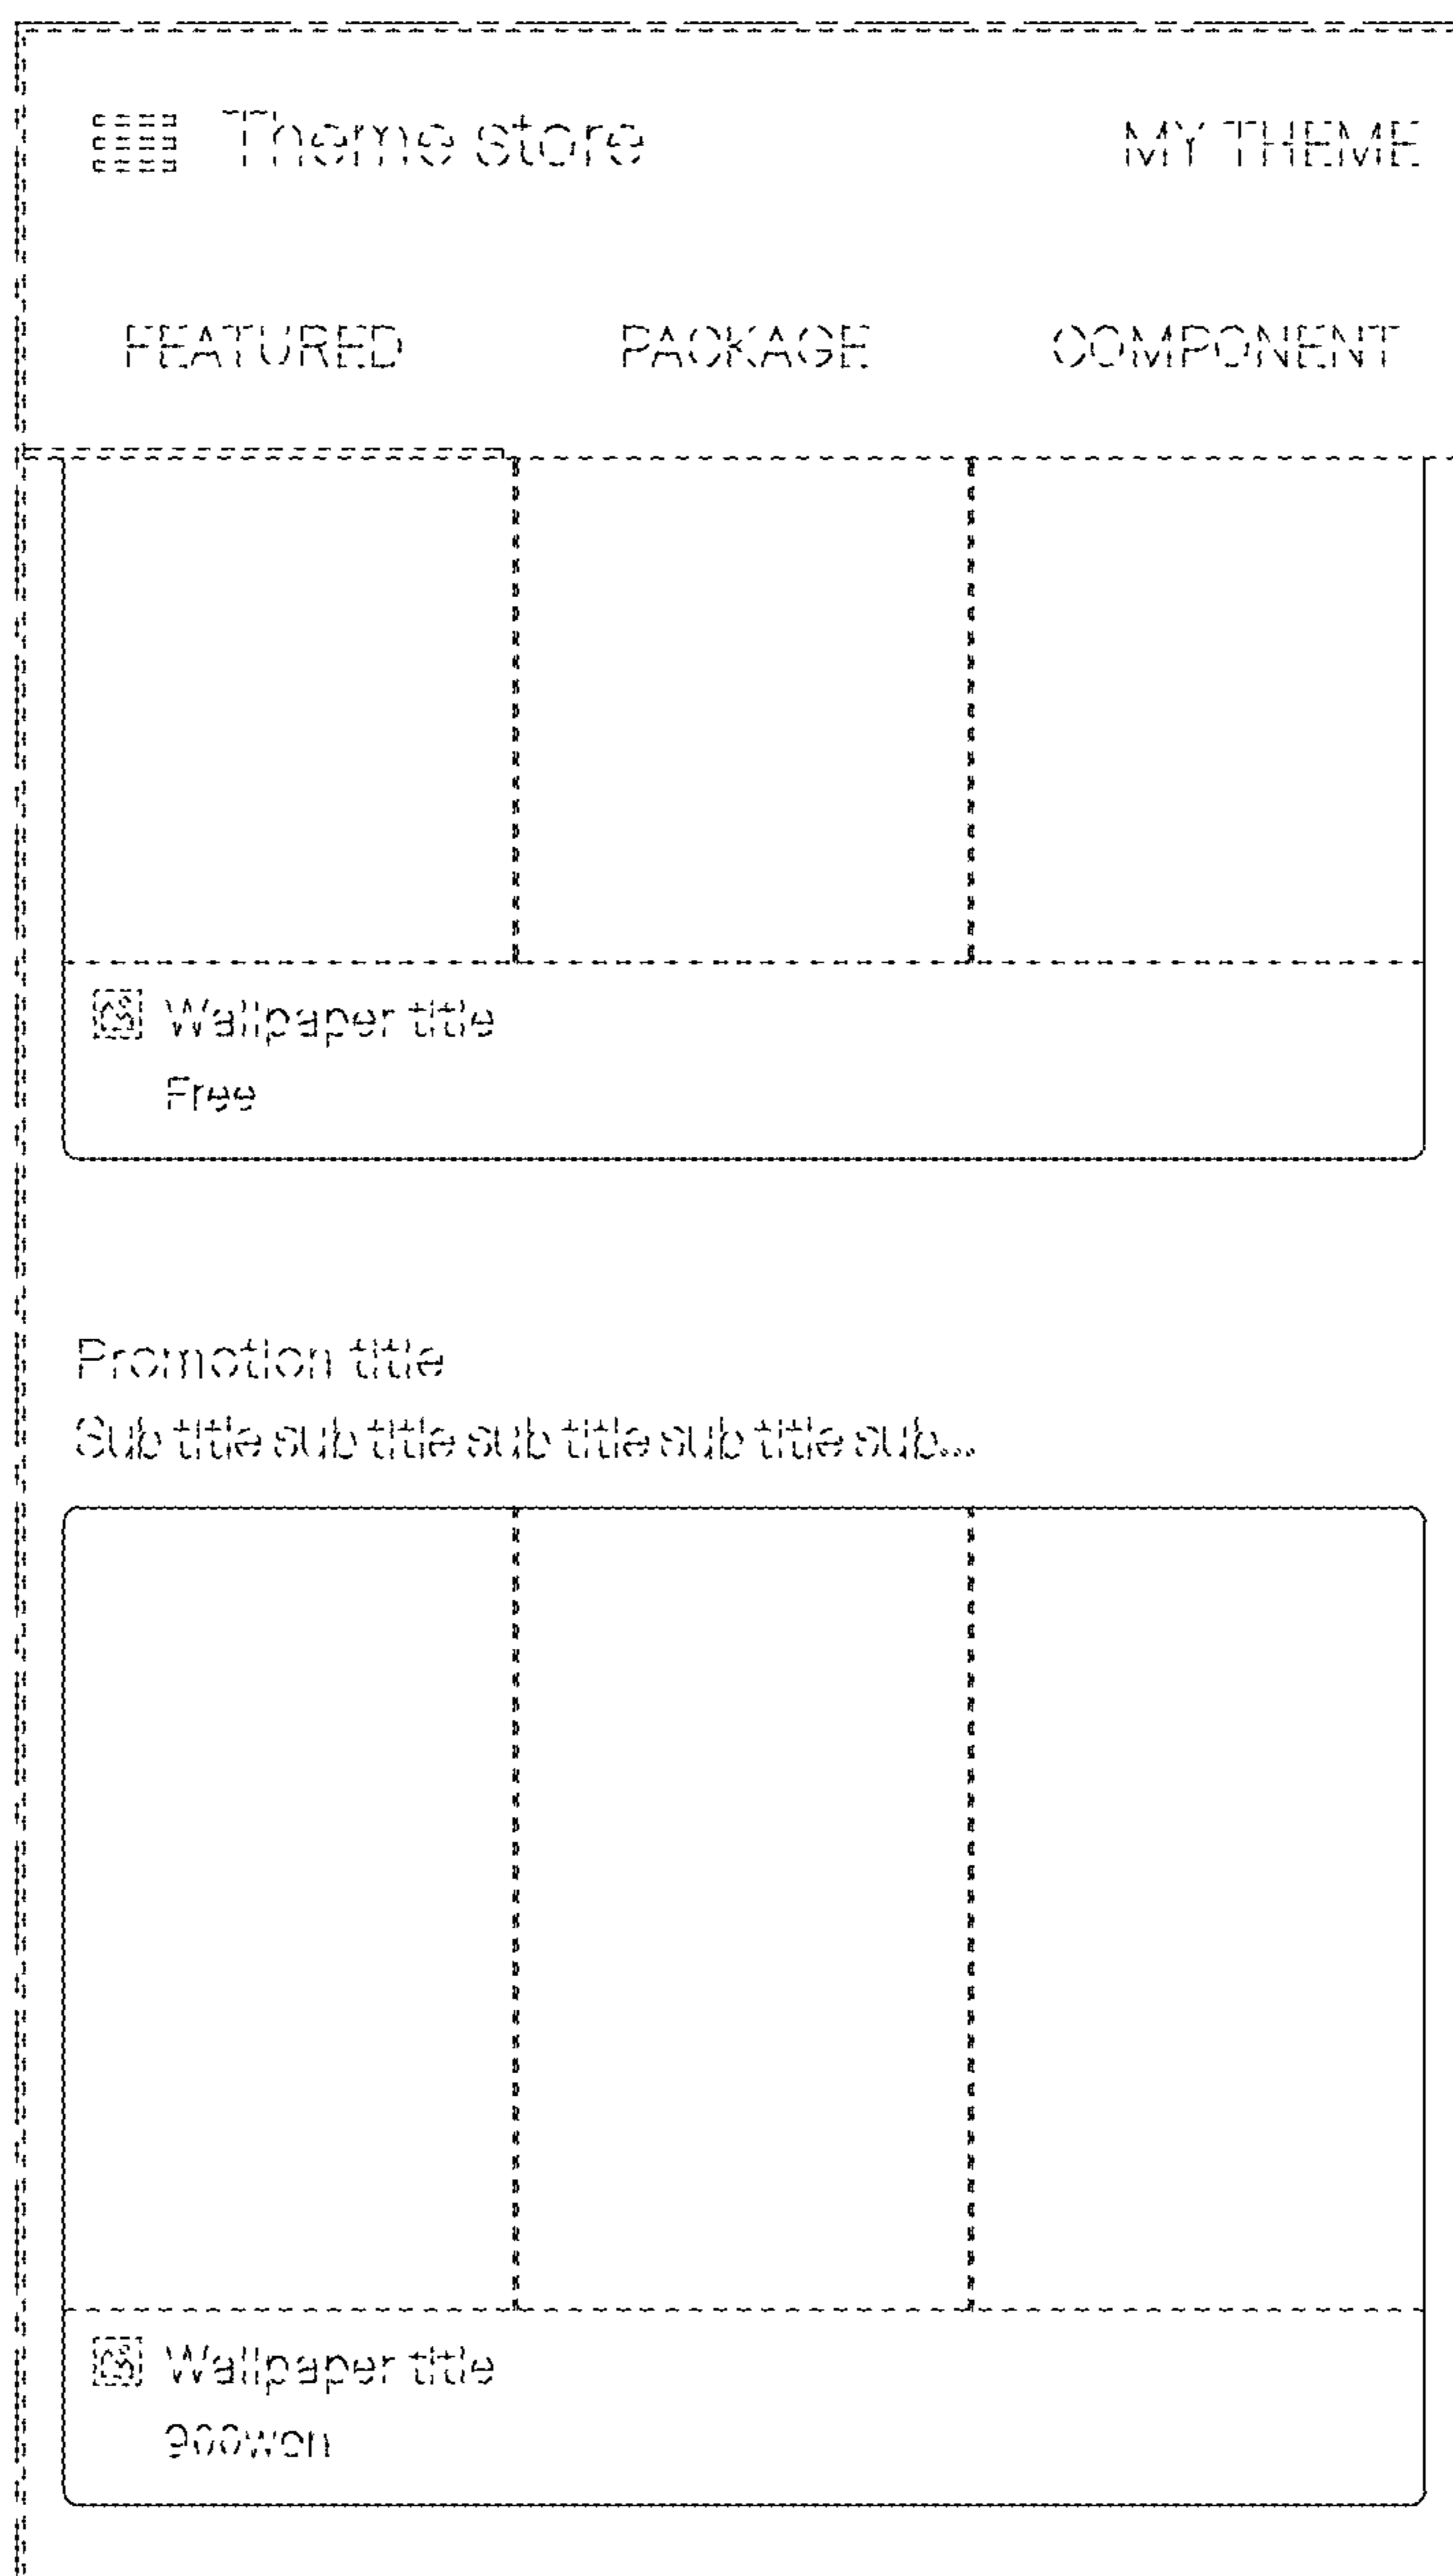 Theme store MY THEME
FEATURED PACKAGE COMPONENT
Wallpaper title
Free
Promotion title
Sub title sub title sub title sub title sub...
Wallpaper title
900won